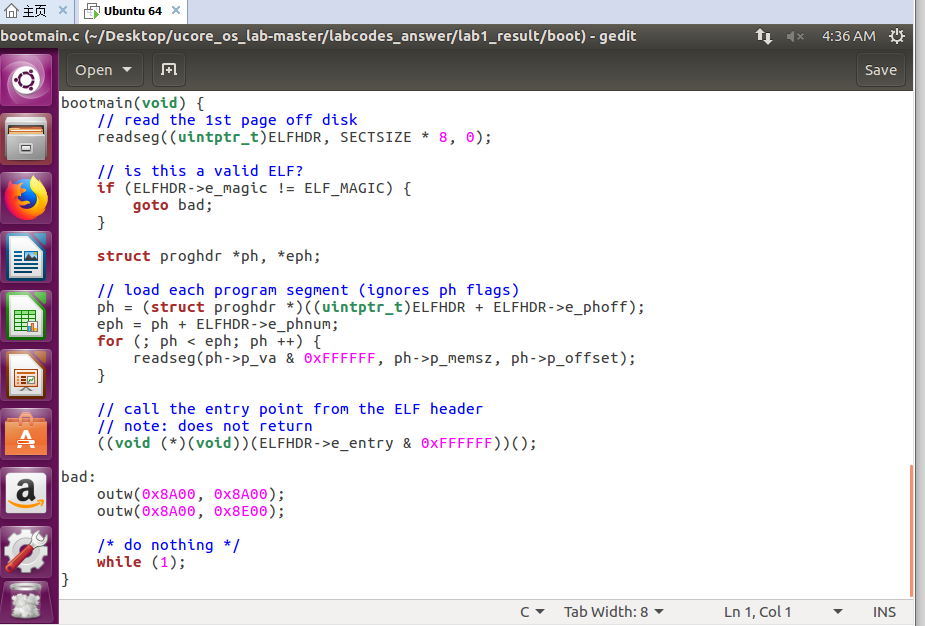 主页 × Ubuntu 64 ×
bootmain.c (~/Desktop/ucore_os_lab-master/labcodes_answer/lab1_result/boot) - gedit 4:36 AM
Open Save
bootmain(void) {
    // read the 1st page off disk
    readseg((uintptr_t)ELFHDR, SECTSIZE * 8, 0);

    // is this a valid ELF?
    if (ELFHDR->e_magic != ELF_MAGIC) {
        goto bad;
    }

    struct proghdr *ph, *eph;

    // load each program segment (ignores ph flags)
    ph = (struct proghdr *)((uintptr_t)ELFHDR + ELFHDR->e_phoff);
    eph = ph + ELFHDR->e_phnum;
    for (; ph < eph; ph ++) {
        readseg(ph->p_va & 0xFFFFFF, ph->p_memsz, ph->p_offset);
    }

    // call the entry point from the ELF header
    // note: does not return
    ((void (*)(void))(ELFHDR->e_entry & 0xFFFFFF))();

bad:
    outw(0x8A00, 0x8A00);
    outw(0x8A00, 0x8E00);

    /* do nothing */
    while (1);
}
C Tab Width: 8 Ln 1, Col 1 INS